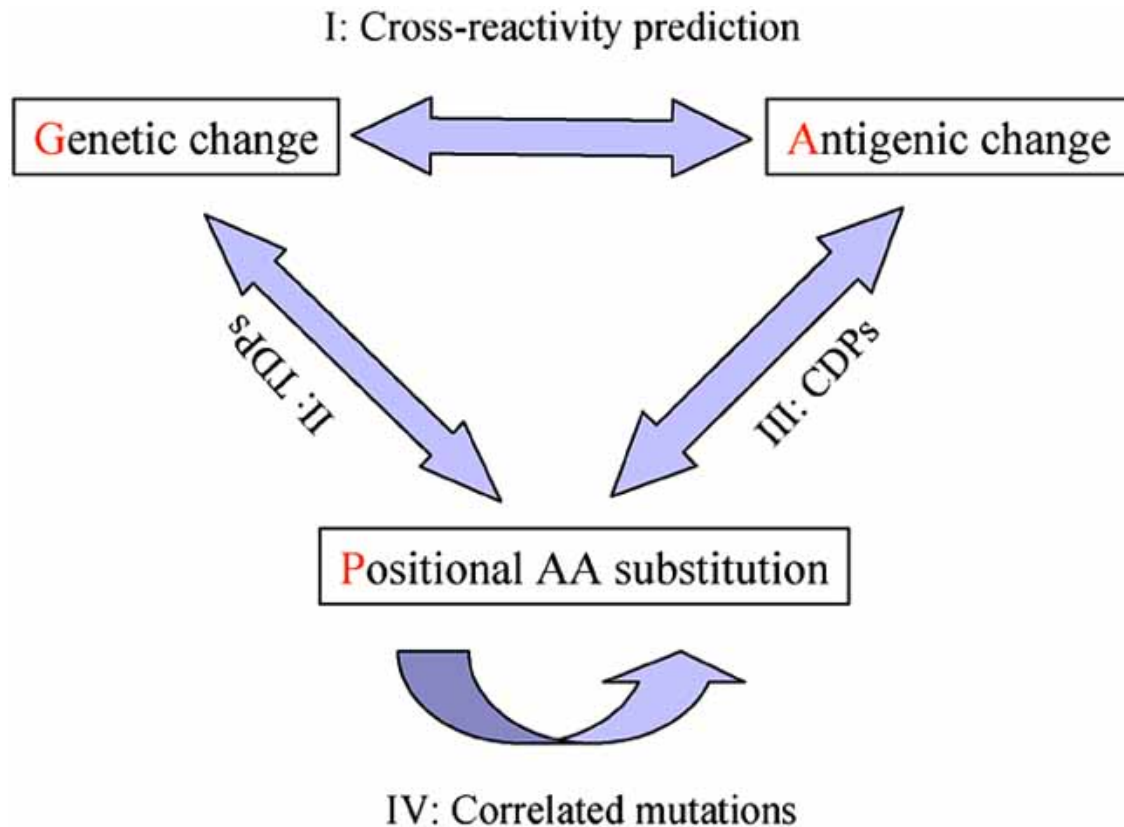 I: Cross-reactivity prediction
Genetic change
Antigenic change
II: TDPs
III: CDPs
Positional AA substitution
IV: Correlated mutations